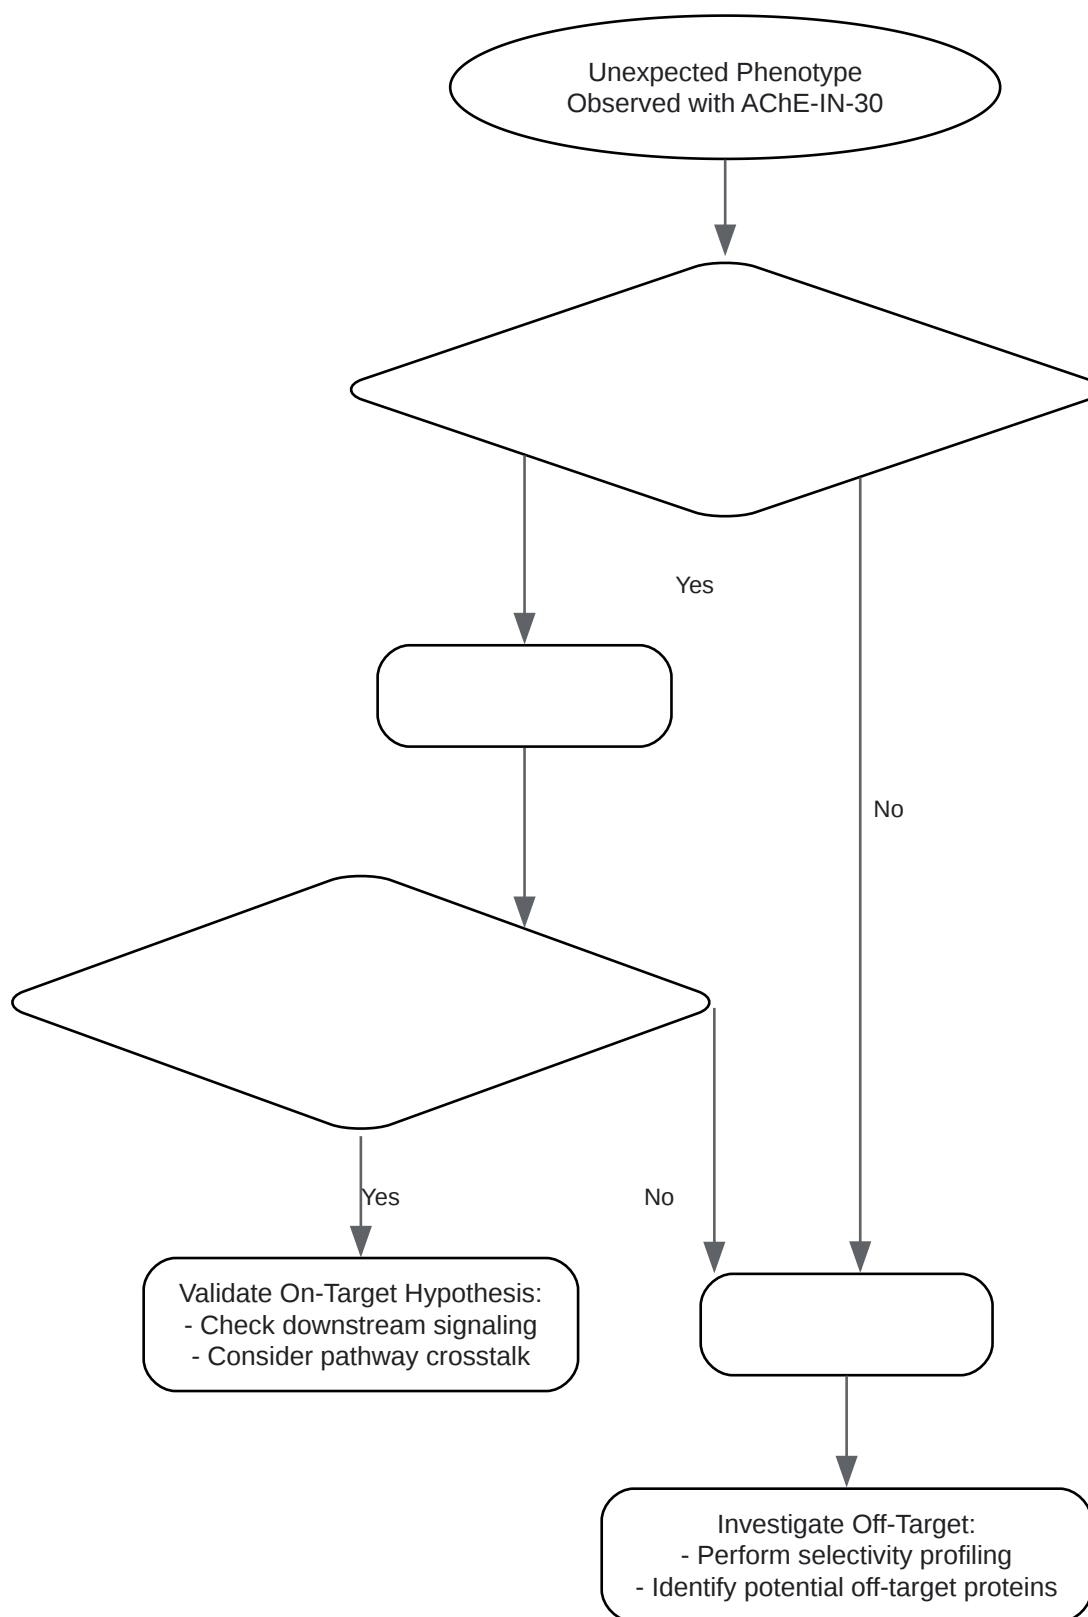 Unexpected Phenotype
Observed with AChE-IN-30
Yes
No
Yes
No
Validate On-Target Hypothesis:
- Check downstream signaling
- Consider pathway crosstalk
Investigate Off-Target:
- Perform selectivity profiling
- Identify potential off-target proteins